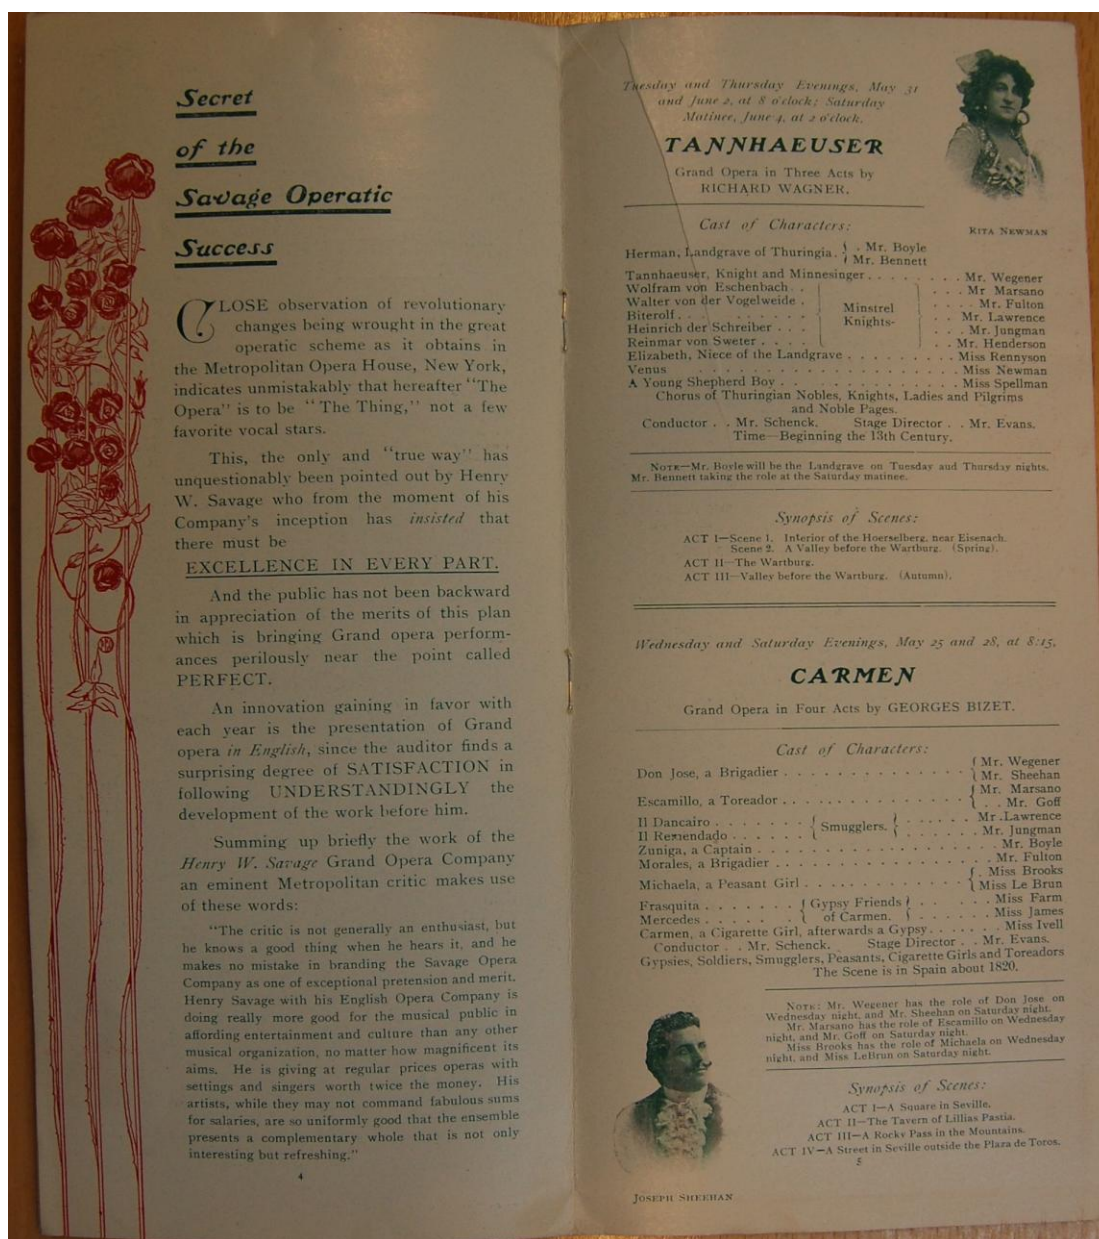 Secret
of the
Savage Operatic
Success
CLOSE observation of revolutionary
changes being wrought in the great
operatic scheme as it obtains in
the Metropolitan Opera House, New York,
indicates unmistakably that hereafter "The
Opera" is to be "The Thing," not a few
favorite vocal stars.
This, the only and "true way" has
unquestionably been pointed out by Henry
W. Savage who from the moment of his
Company's inception has insisted that
there must be
EXCELLENCE IN EVERY PART.
And the public has not been backward
in appreciation of the merits of this plan
which is bringing Grand opera perform-
ances perilously near the point called
PERFECT.
An innovation gaining in favor with
each year is the presentation of Grand
opera in English, since the auditor finds a
surprising degree of SATISFACTION in
following UNDERSTANDINGLY the
development of the work before him.
Summing up briefly the work of the
Henry W. Savage Grand Opera Company
an eminent Metropolitan critic makes use
of these words:
"The critic is not generally an enthusiast, but
he knows a good thing when he hears it, and he
makes no mistake in branding the Savage Opera
Company as one of exceptional pretension and merit.
Henry Savage with his English Opera Company is
doing really more good for the musical public in
affording entertainment and culture than any other
musical organization, no matter how magnificent its
aims. He is giving at regular prices operas with
settings and singers worth twice the money. His
artists, while they may not command fabulous sums
for salaries, are so uniformly good that the ensemble
presents a complementary whole that is not only
interesting but refreshing."
4
Tuesday and Thursday Evenings, May 31
and June 2, at 8 o'clock; Saturday
Matinee, June 4, at 2 o'clock.
TANNHAEUSER
Grand Opera in Three Acts by
RICHARD WAGNER.
RITA NEWMAN
Cast of Characters:
Herman, Landgrave of Thuringia. { . Mr. Boyle
{ Mr. Bennett
Tannhaeuser, Knight and Minnesinger . . . . . . . . Mr. Wegener
Wolfram von Eschenbach . . . . . Mr Marsano
Walter von der Vogelweide . Minstrel . . . . Mr. Fulton
Biterolf . . . . . . . . . Knights- . . Mr. Lawrence
Heinrich der Schreiber . . . . . . Mr. Jungman
Reinmar von Sweter . . . . . . Mr. Henderson
Elizabeth, Niece of the Landgrave . . . . . . . . . Miss Rennyson
Venus . . . . . . . . . . . . . . . . . . Miss Newman
A Young Shepherd Boy . . . . . . . . . . . . . Miss Spellman
Chorus of Thuringian Nobles, Knights, Ladies and Pilgrims
and Noble Pages.
Conductor . . Mr. Schenck. Stage Director . . Mr. Evans.
Time—Beginning the 13th Century.
NOTE—Mr. Boyle will be the Landgrave on Tuesday and Thursday nights,
Mr. Bennett taking the role at the Saturday matinee.
Synopsis of Scenes:
ACT I—Scene 1. Interior of the Hoerselberg, near Eisenach.
Scene 2. A Valley before the Wartburg. (Spring).
ACT II—The Wartburg.
ACT III—Valley before the Wartburg. (Autumn).
Wednesday and Saturday Evenings, May 25 and 28, at 8:15,
CARMEN
Grand Opera in Four Acts by GEORGES BIZET.
Cast of Characters:
Don Jose, a Brigadier . . . . . . . . . . . . . . { Mr. Wegener
{ Mr. Sheehan
Escamillo, a Toreador . . . . . . . . . . . . . . { Mr. Marsano
{ . . Mr. Goff
Il Dancairo . . . . . . . { Smugglers. { . . . . . . Mr. Lawrence
Il Remendado . . . . . . . . . . . . . Mr. Jungman
Zuniga, a Captain . . . . . . . . . . . . . . . . . . Mr. Boyle
Morales, a Brigadier . . . . . . . . . . . . . . . . Mr. Fulton
Michaela, a Peasant Girl . . . . . . . . . . . . . { . Miss Brooks
{ Miss Le Brun
Frasquita . . . . . . . { Gypsy Friends { . . . . . . Miss Farm
Mercedes . . . . . . . { of Carmen. { . . . . . . Miss James
Carmen, a Cigarette Girl, afterwards a Gypsy . . . . . . Miss Ivell
Conductor . . Mr. Schenck. Stage Director . . Mr. Evans.
Gypsies, Soldiers, Smugglers, Peasants, Cigarette Girls and Toreadors
The Scene is in Spain about 1820.
NOTE: Mr. Wegener has the role of Don Jose on
Wednesday night, and Mr. Sheehan on Saturday night.
Mr. Marsano has the role of Escamillo on Wednesday
night, and Mr. Goff on Saturday night.
Miss Brooks has the role of Michaela on Wednesday
night, and Miss LeBrun on Saturday night.
Synopsis of Scenes:
ACT I—A Square in Seville.
ACT II—The Tavern of Lillias Pastia.
ACT III—A Rocky Pass in the Mountains.
ACT IV—A Street in Seville outside the Plaza de Toros.
5
JOSEPH SHEEHAN